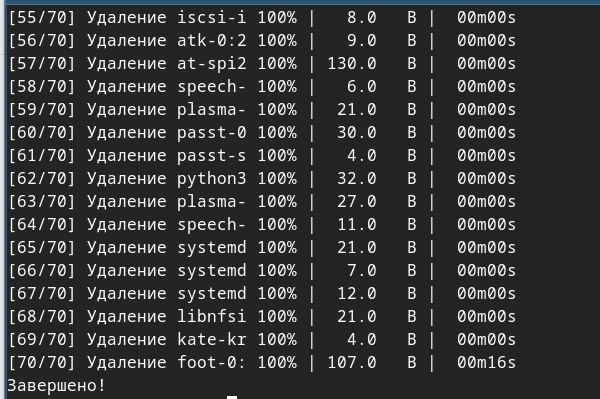 [55/70] Удаление iscsi-i 100% |   8.0   B |  00m00s
[56/70] Удаление atk-0:2 100% |   9.0   B |  00m00s
[57/70] Удаление at-spi2 100% | 130.0   B |  00m00s
[58/70] Удаление speech- 100% |   6.0   B |  00m00s
[59/70] Удаление plasma- 100% |  21.0   B |  00m00s
[60/70] Удаление passt-0 100% |  30.0   B |  00m00s
[61/70] Удаление passt-s 100% |   4.0   B |  00m00s
[62/70] Удаление python3 100% |  32.0   B |  00m00s
[63/70] Удаление plasma- 100% |  27.0   B |  00m00s
[64/70] Удаление speech- 100% |  11.0   B |  00m00s
[65/70] Удаление systemd 100% |  21.0   B |  00m00s
[66/70] Удаление systemd 100% |   7.0   B |  00m00s
[67/70] Удаление systemd 100% |  12.0   B |  00m00s
[68/70] Удаление libnfsi 100% |  21.0   B |  00m00s
[69/70] Удаление kate-kr 100% |   4.0   B |  00m00s
[70/70] Удаление foot-0: 100% | 107.0   B |  00m16s
Завершено!